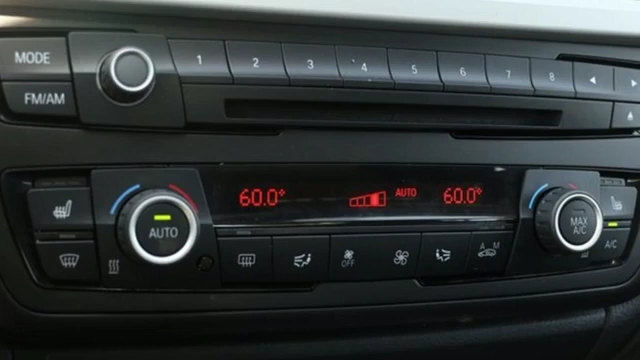 MODE 1 2 3 4 5 6 7 8
FM/AM
60.0° AUTO 60.0°
AUTO MAX A/C
OFF A M A/C